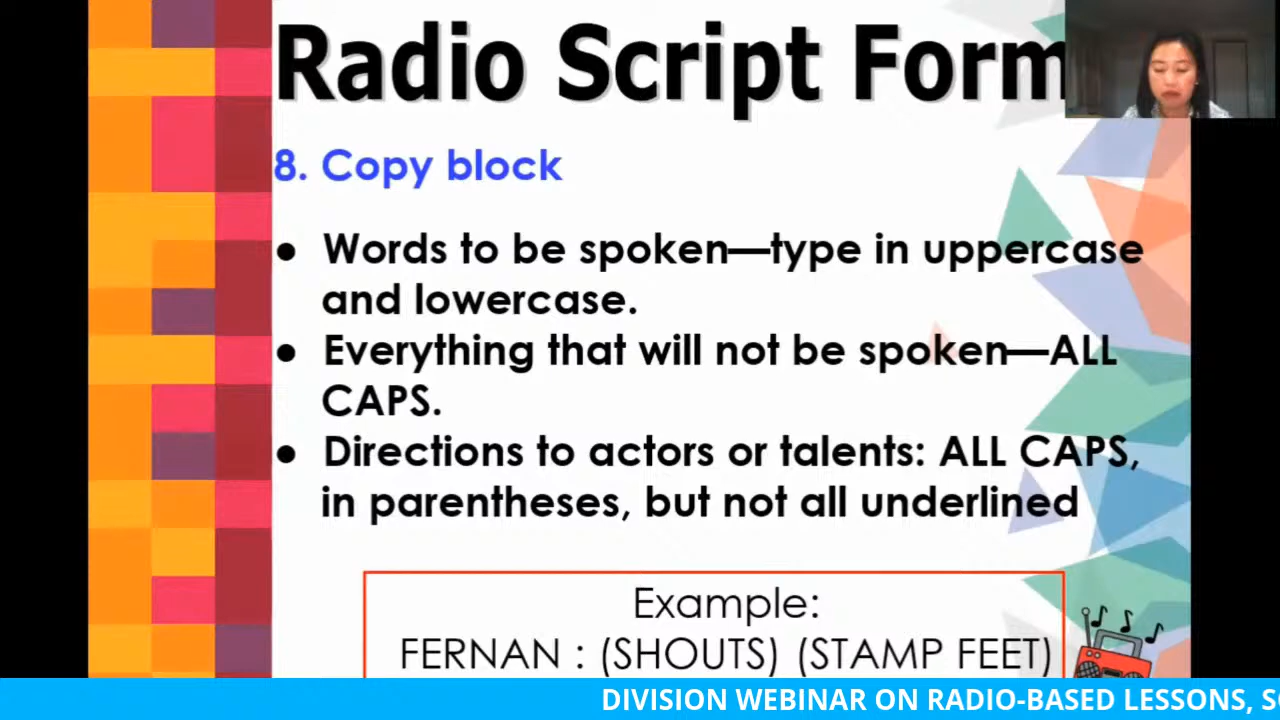 Radio Script Form
8. Copy block
● Words to be spoken—type in uppercase
and lowercase.
● Everything that will not be spoken—ALL
CAPS.
● Directions to actors or talents: ALL CAPS,
in parentheses, but not all underlined
Example:
FERNAN : (SHOUTS) (STAMP FEET)
DIVISION WEBINAR ON RADIO-BASED LESSONS,